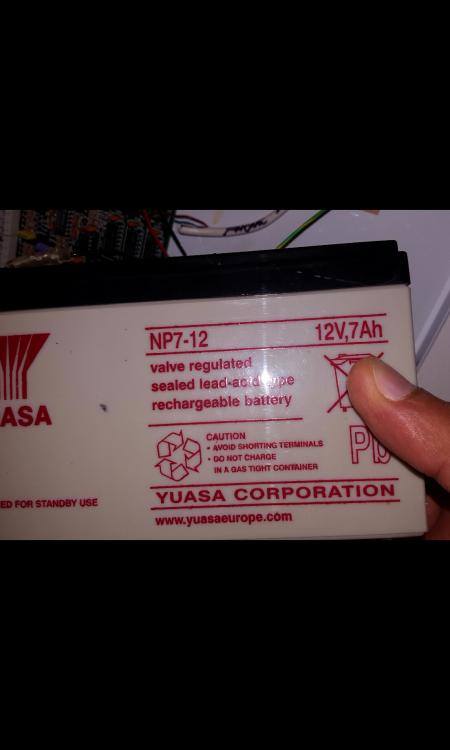 NP7-12 12V,7Ah
valve regulated
sealed lead-acid type
rechargeable battery
ASA
CAUTION
• AVOID SHORTING TERMINALS
• DO NOT CHARGE
IN A GAS TIGHT CONTAINER
Pb
ED FOR STANDBY USE
YUASA CORPORATION
www.yuasaeurope.com